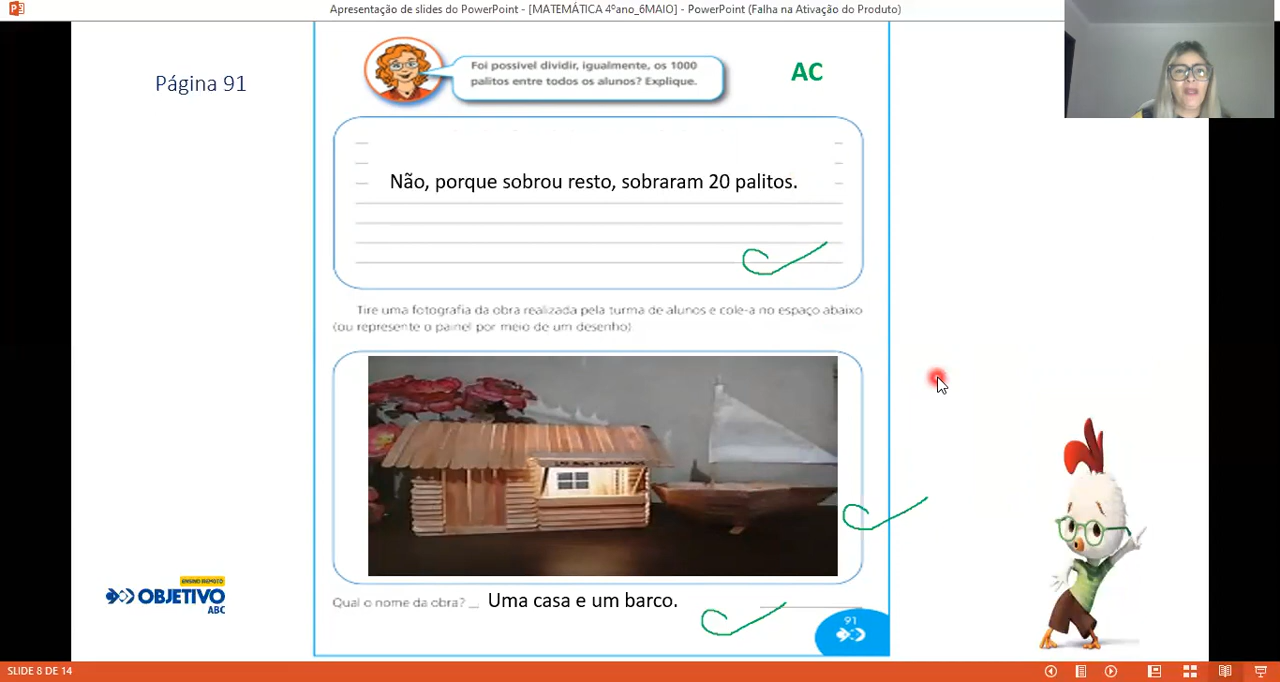 Apresentação de slides do PowerPoint - [MATEMÁTICA 4ºano_6MAIO] - PowerPoint (Falha na Ativação do Produto)
Página 91
Foi possível dividir, igualmente, os 1000
palitos entre todos os alunos? Explique.
AC
Não, porque sobrou resto, sobraram 20 palitos.
Tire uma fotografia da obra realizada pela turma de alunos e cole-a no espaço abaixo
(ou represente o painel por meio de um desenho)
Qual o nome da obra? __ Uma casa e um barco.
ENSINO REMOTO
OBJETIVO
ABC
91
SLIDE 8 DE 14